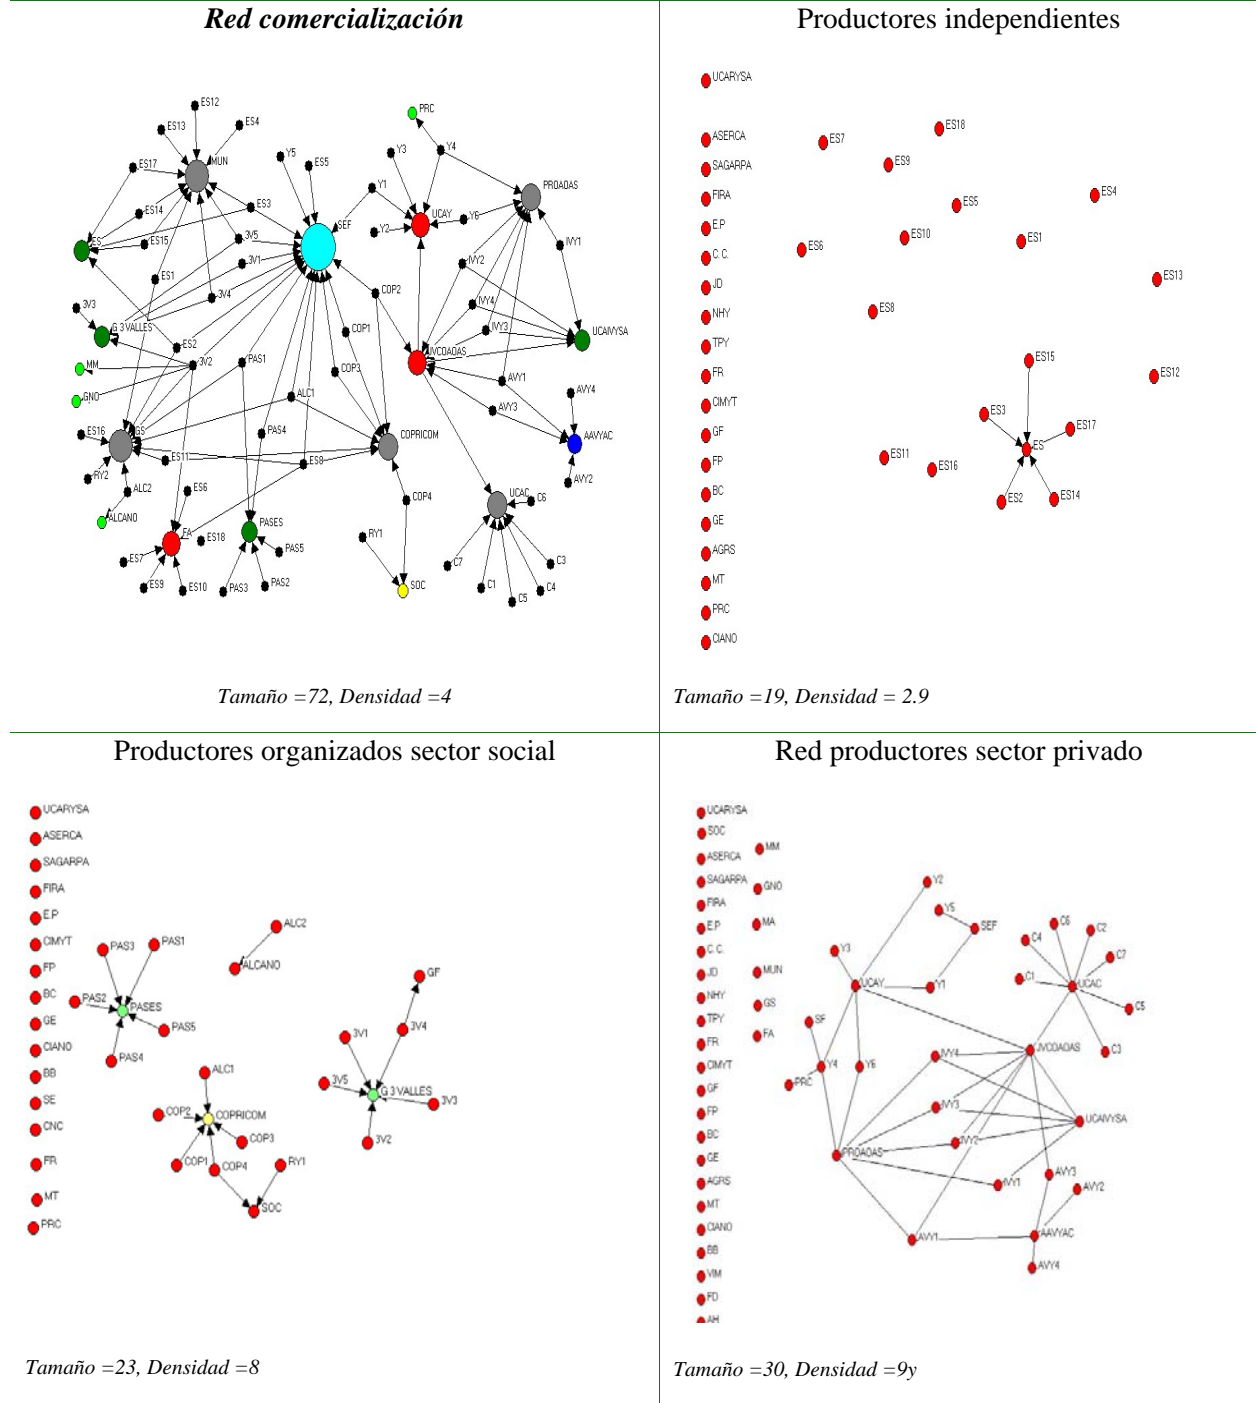 Red comercialización
ES12
ES13
ES4
MUN
ES17
ES14
ES3
ES15
ES
ES1
3V5
3V1
3V4
3V3
G 3 VALLES
ES2
3V2
MM
GNO
PAS1
ALC1
Y5
ES5
SEF
Y3
Y4
PRC
Y1
Y2
UCAY
Y6
PROAOAS
IVY1
IVY2
IVY4
IVY3
UCAIVYSA
COP2
COP1
COP3
JVCOAOAS
AVY1
AVY3
AVY4
AAVYAC
AVY2
ES16
GS
RY2
ES11
PAS4
ES8
COPRICOM
ALC2
ALCANO
ES6
FA
ES18
ES7
ES9
ES10
PASES
PAS5
PAS3
PAS2
COP4
RY1
SOC
UCAC
C6
C7
C1
C5
C4
C3
Tamaño =72, Densidad =4
Productores independientes
UCARYSA
ASERCA
SAGARPA
FIRA
E.P
C. C.
JD
NHY
TPY
FR
CIMYT
GF
FP
BC
GE
AGRS
MT
PRC
CIANO
ES7
ES18
ES9
ES5
ES4
ES6
ES10
ES1
ES13
ES8
ES15
ES12
ES3
ES17
ES
ES11
ES16
ES2
ES14
Tamaño =19, Densidad = 2.9
Productores organizados sector social
UCARYSA
ASERCA
SAGARPA
FIRA
E.P
CIMYT
FP
BC
GE
CIANO
BB
SE
CNC
FR
MT
PRC
PAS3
PAS1
PAS2
PASES
PAS5
PAS4
ALC2
ALCANO
GF
3V1
3V4
3V5
G 3 VALLES
3V3
3V2
ALC1
COP2
COPRICOM
COP3
COP1
COP4
RY1
SOC
Tamaño =23, Densidad =8
Red productores sector privado
UCARYSA
SOC
ASERCA
SAGARPA
FIRA
E.P
C. C.
JD
NHY
TPY
FR
CIMYT
GF
FP
BC
GE
AGRS
MT
CIANO
BB
VIM
FD
AH
MM
GNO
MA
MUN
GS
FA
Y2
Y5
SEF
Y3
UCAY
Y1
SF
Y4
Y6
PRC
PROAOAS
C6
C4
C2
C7
C1
UCAC
C5
C3
JVCOAOAS
IVY4
IVY3
IVY2
IVY1
UCAIVYSA
AVY3
AVY2
AVY1
AAVYAC
AVY4
Tamaño =30, Densidad =9y